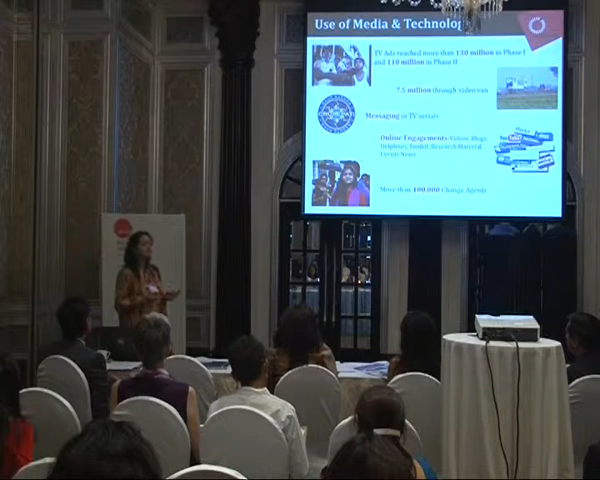 Use of Media & Technolog
TV Ads reached more than 130 million in Phase I
and 110 million in Phase II
7.5 million through video van
Messaging in TV serials
Online Engagements-Videos, Blogs,
Helplines, Toolkit, Research Material
Events News
More than 100,000 Change Agents